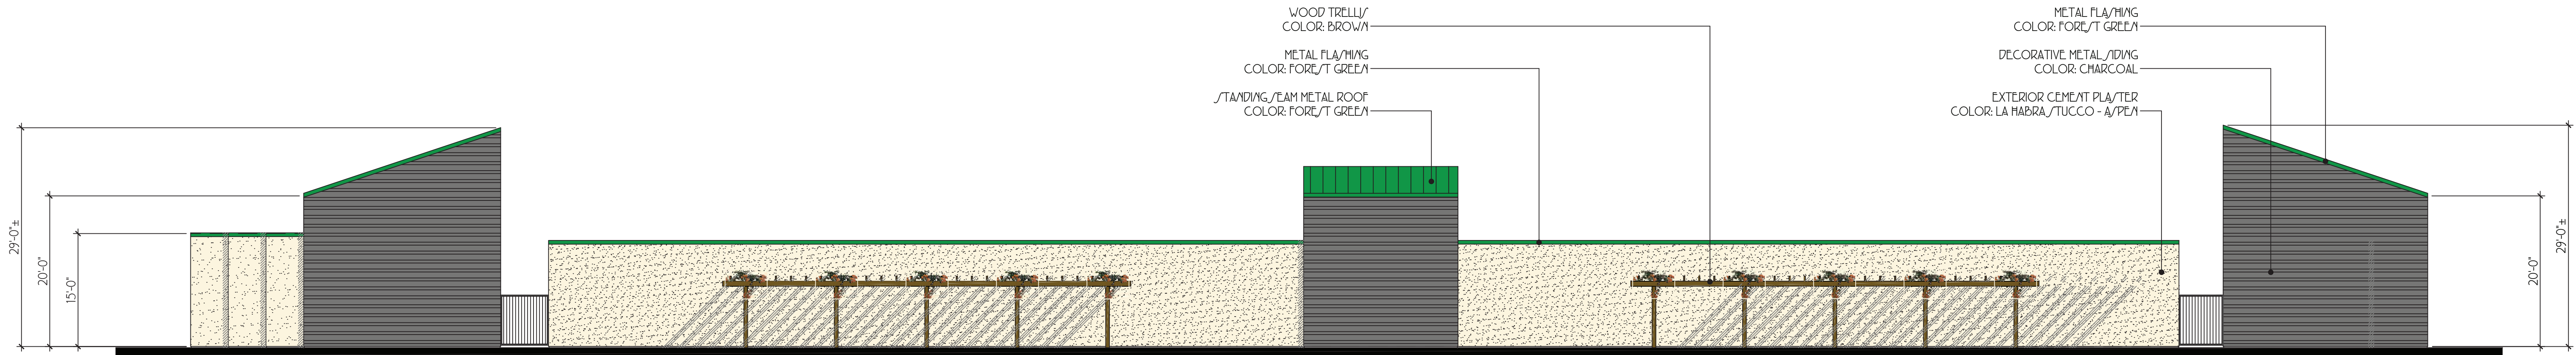 WOOD TRELLIS
COLOR: BROWN
METAL FLASHING
COLOR: FOREST GREEN
STANDING SEAM METAL ROOF
COLOR: FOREST GREEN
METAL FLASHING
COLOR: FOREST GREEN
DECORATIVE METAL SIDING
COLOR: CHARCOAL
EXTERIOR CEMENT PLASTER
COLOR: LA HABRA STUCCO - ASPEN
29'-0"±
20'-0"
15'-0"
20'-0"
29'-0"±